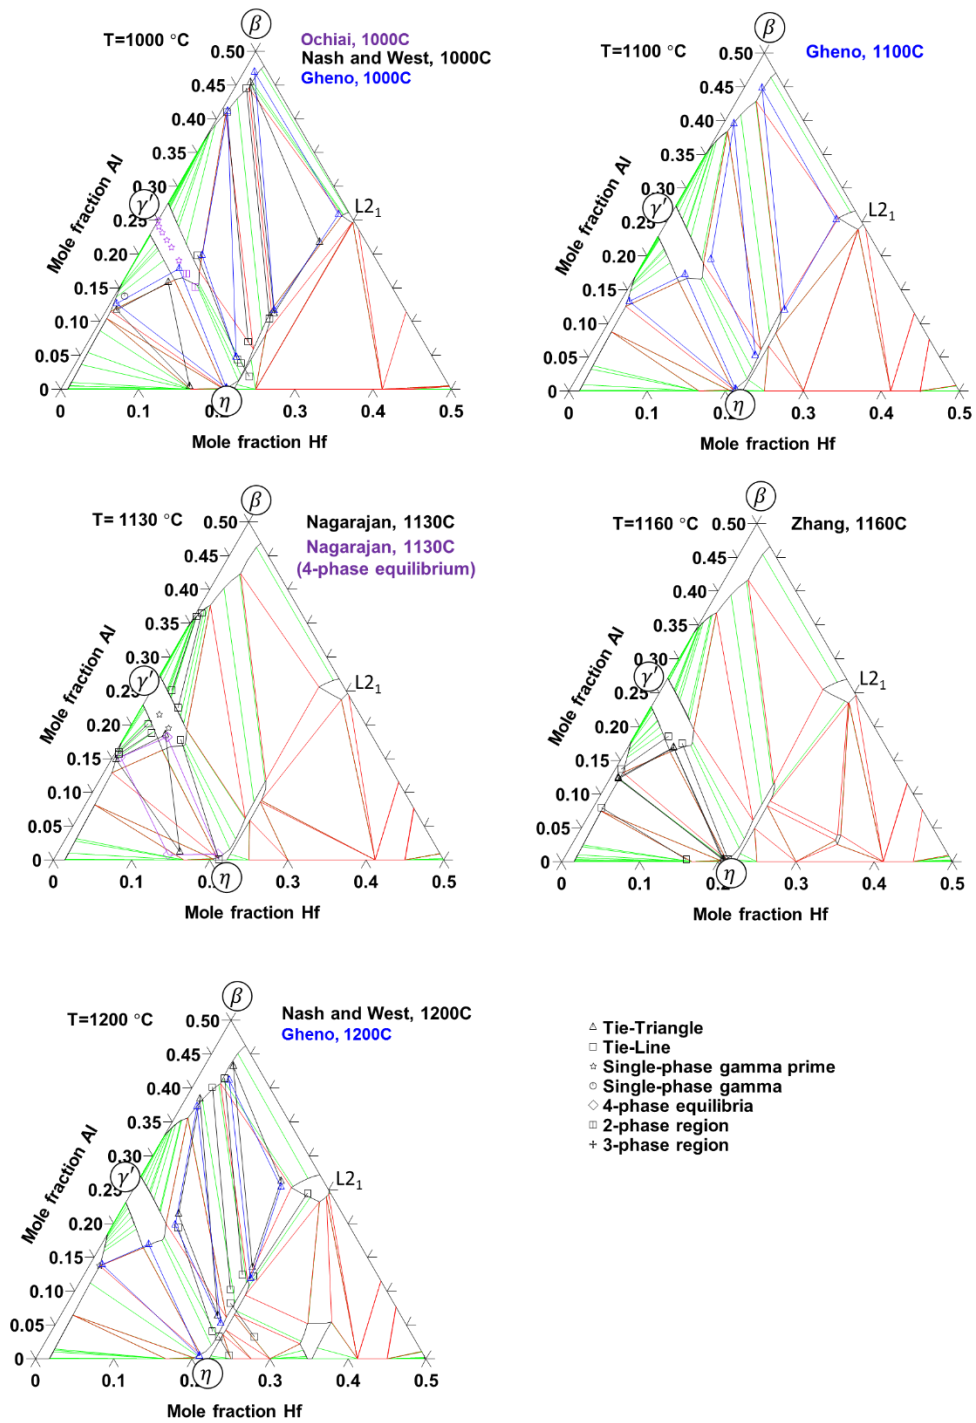 β
T=1000 °C
Ochiai, 1000C
Nash and West, 1000C
Gheno, 1000C
0.50
0.45
0.40
0.35
0.30
0.25
0.20
0.15
0.10
0.05
0
Mole fraction Al
γ'
L2₁
η
0 0.1 0.3 0.4 0.5
Mole fraction Hf
β
T=1100 °C
Gheno, 1100C
0.50
0.45
0.40
0.35
0.30
0.20
0.15
0.10
0.05
0
Mole fraction Al
γ'
L2₁
η
0 0.1 0.3 0.4 0.5
Mole fraction Hf
β
T= 1130 °C
Nagarajan, 1130C
Nagarajan, 1130C
(4-phase equilibrium)
0.50
0.45
0.40
0.35
0.30
0.20
0.15
0.10
0.05
0
Mole fraction Al
γ'
L2₁
η
0 0.1 0.3 0.4 0.5
Mole fraction Hf
β
T=1160 °C
Zhang, 1160C
0.50
0.45
0.40
0.35
0.30
0.25
0.20
0.15
0.10
0.05
0
Mole fraction Al
γ'
L2₁
η
0 0.1 0.3 0.4 0.5
Mole fraction Hf
β
T=1200 °C
Nash and West, 1200C
Gheno, 1200C
0.50
0.45
0.40
0.35
0.30
0.25
0.20
0.15
0.10
0.05
0
Mole fraction Al
γ'
L2₁
η
0 0.1 0.3 0.4 0.5
Mole fraction Hf
Tie-Triangle
Tie-Line
Single-phase gamma prime
Single-phase gamma
4-phase equilibria
2-phase region
3-phase region